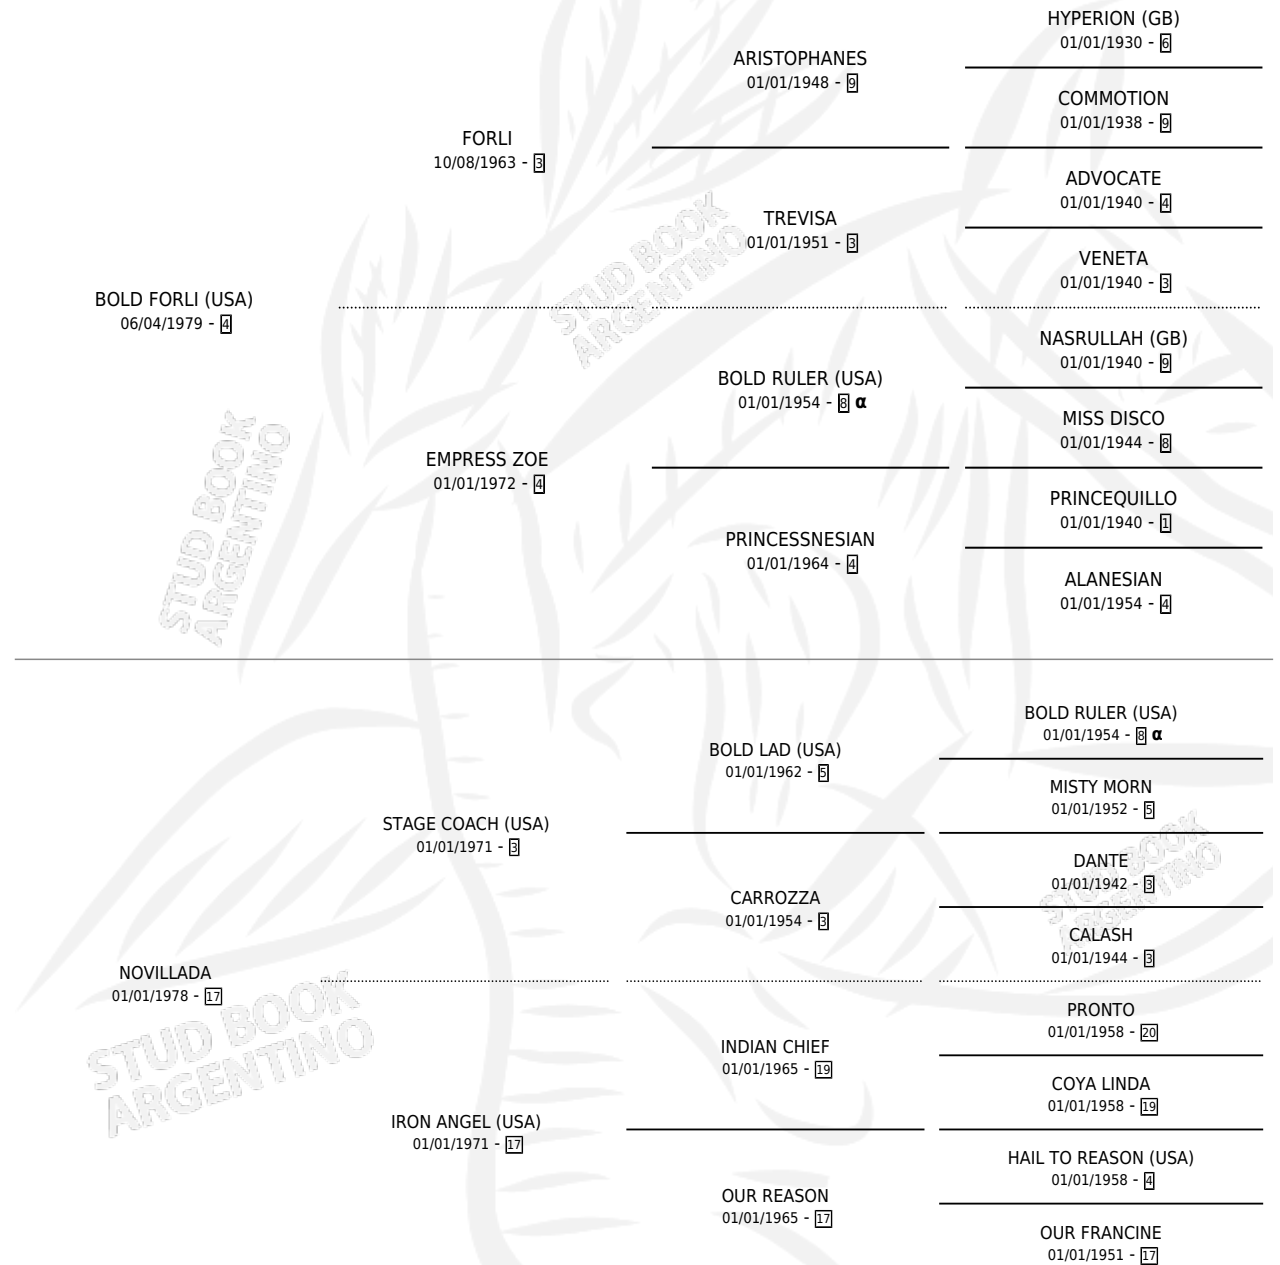 HYPERION (GB)
01/01/1930 - 6
ARISTOPHANES
01/01/1948 - 9
COMMOTION
01/01/1938 - 9
FORLI
10/08/1963 - 3
ADVOCATE
01/01/1940 - 4
TREVISA
01/01/1951 - 3
VENETA
01/01/1940 - 3
BOLD FORLI (USA)
06/04/1979 - 4
STUD BOOK
ARGENTINO
NASRULLAH (GB)
01/01/1940 - 9
BOLD RULER (USA)
01/01/1954 - 8 α
MISS DISCO
01/01/1944 - 8
EMPRESS ZOE
01/01/1972 - 4
PRINCEQUILLO
01/01/1940 - 1
PRINCESSNESIAN
01/01/1964 - 4
ALANESIAN
01/01/1954 - 4
STUD BOOK
ARGENTINO
BOLD RULER (USA)
01/01/1954 - 8 α
BOLD LAD (USA)
01/01/1962 - 5
MISTY MORN
01/01/1952 - 5
STAGE COACH (USA)
01/01/1971 - 3
DANTE
01/01/1942 - 3
CARROZZA
01/01/1954 - 3
CALASH
01/01/1944 - 3
STUD BOOK
ARGENTINO
NOVILLADA
01/01/1978 - 17
PRONTO
01/01/1958 - 20
INDIAN CHIEF
01/01/1965 - 19
COYA LINDA
01/01/1958 - 19
STUD BOOK
ARGENTINO
IRON ANGEL (USA)
01/01/1971 - 17
HAIL TO REASON (USA)
01/01/1958 - 4
OUR REASON
01/01/1965 - 17
OUR FRANCINE
01/01/1951 - 17